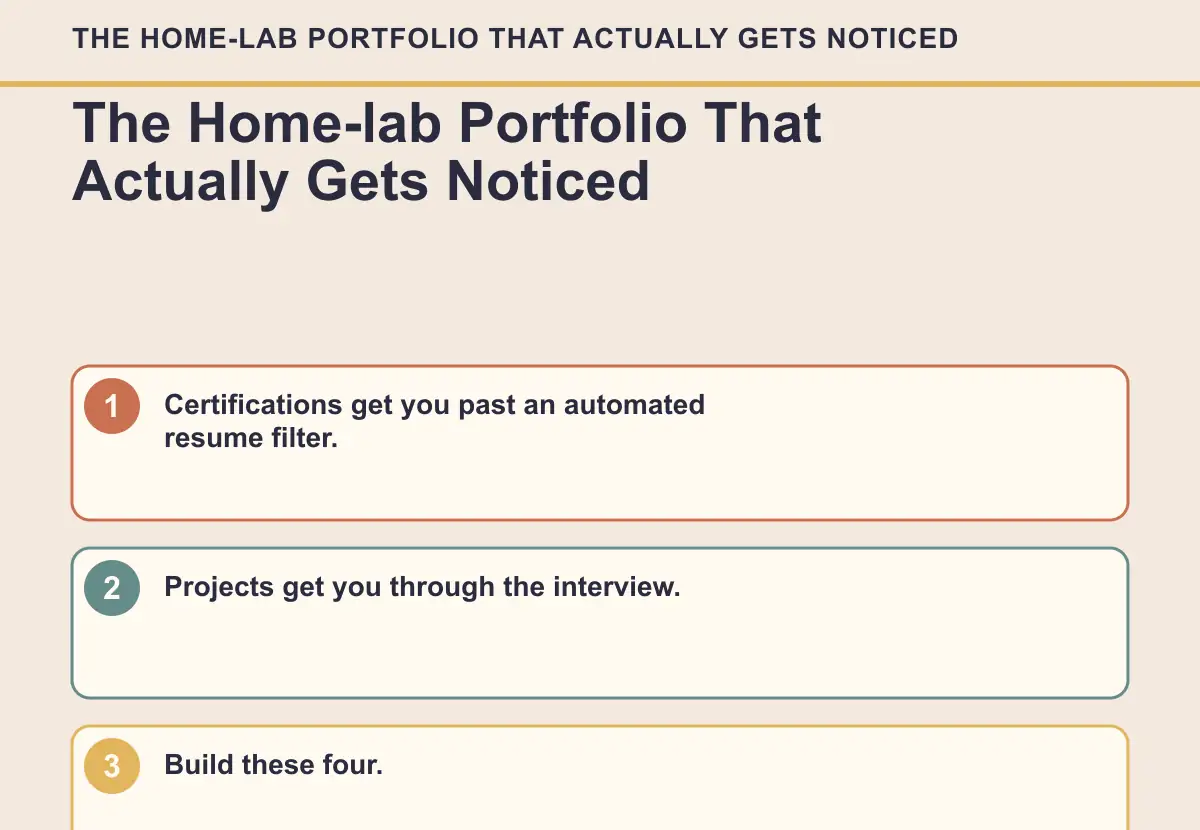 THE HOME-LAB PORTFOLIO THAT ACTUALLY GETS NOTICED
The Home-lab Portfolio That
Actually Gets Noticed
1
Certifications get you past an automated
resume filter.
2
Projects get you through the interview.
3
Build these four.